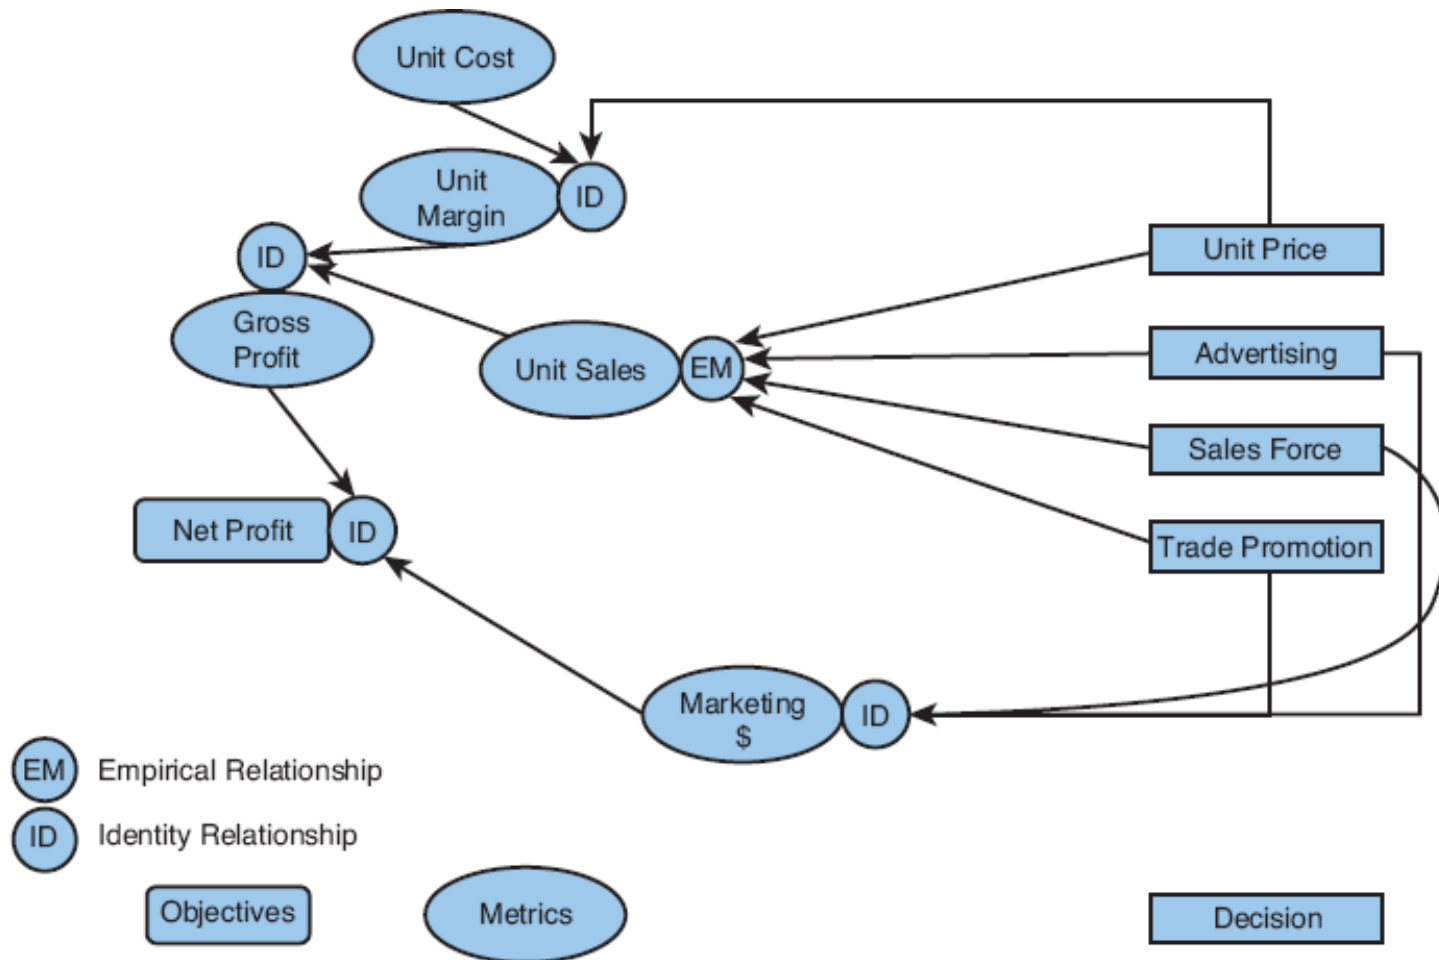 Unit Cost
Unit
Margin
ID
ID
Unit Price
Gross
Profit
Unit Sales
EM
Advertising
Sales Force
Net Profit
ID
Trade Promotion
Marketing
$
ID
EM
Empirical Relationship
ID
Identity Relationship
Objectives
Metrics
Decision